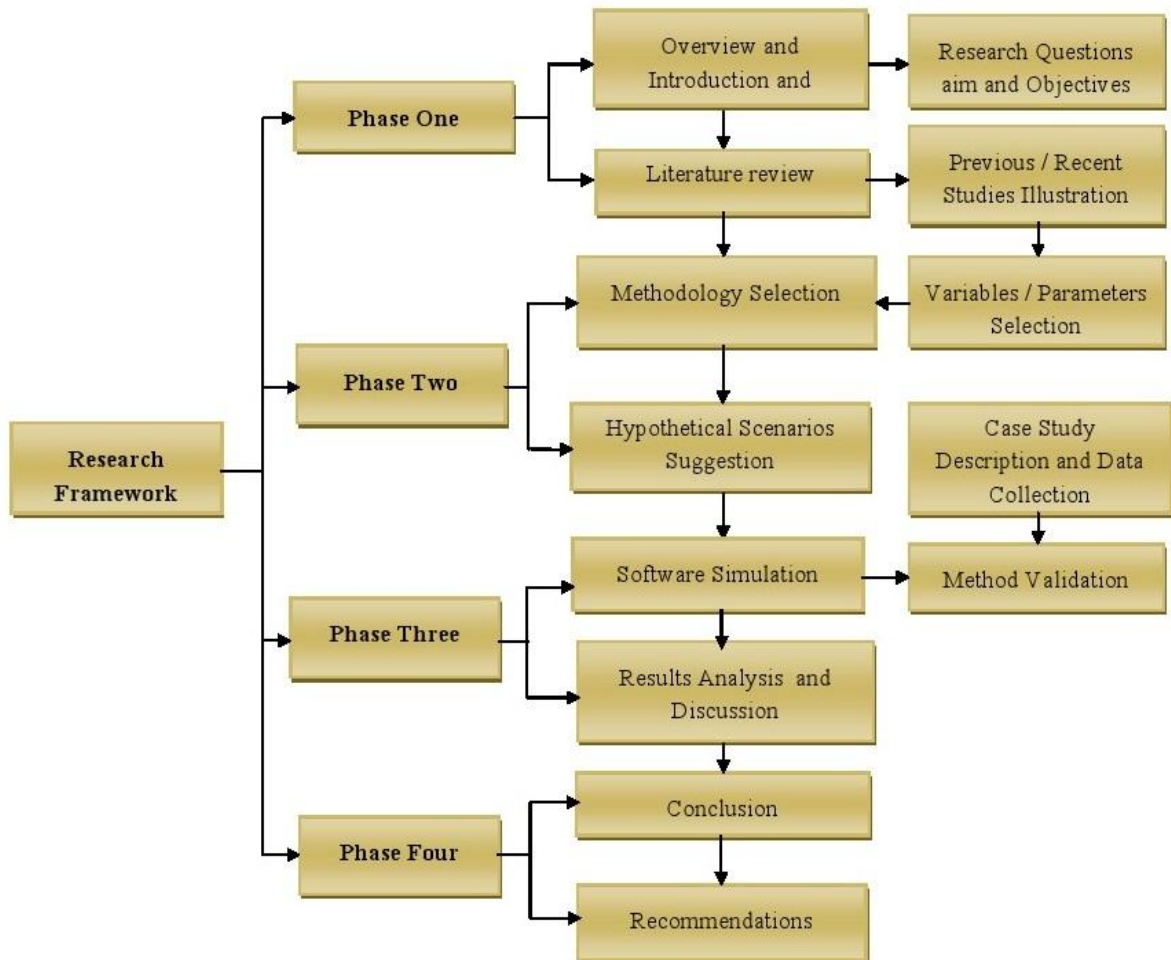 Overview and
Introduction and
Research Questions
aim and Objectives
Phase One
Literature review
Previous / Recent
Studies Illustration
Methodology Selection
Variables / Parameters
Selection
Phase Two
Hypothetical Scenarios
Suggestion
Case Study
Description and Data
Collection
Research
Framework
Software Simulation
Method Validation
Phase Three
Results Analysis and
Discussion
Conclusion
Phase Four
Recommendations